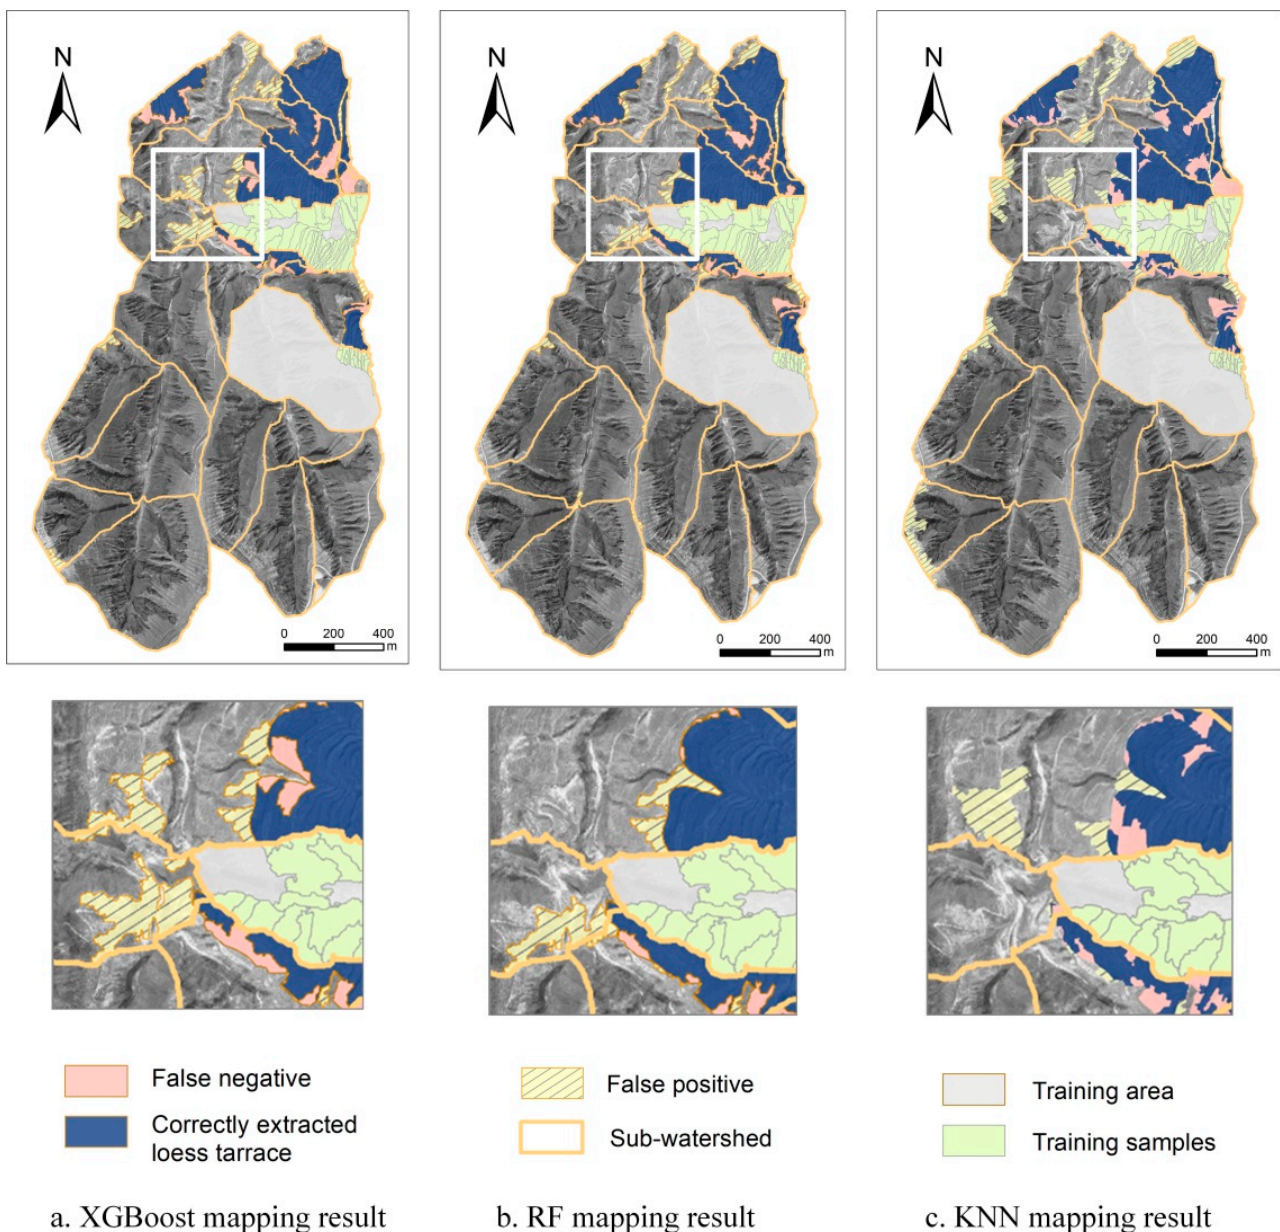 N
N
N
0 200 400
m
0 200 400
m
0 200 400
m
False negative
Correctly extracted
loess tarrace
False positive
Sub-watershed
Training area
Training samples
a. XGBoost mapping result
b. RF mapping result
c. KNN mapping result